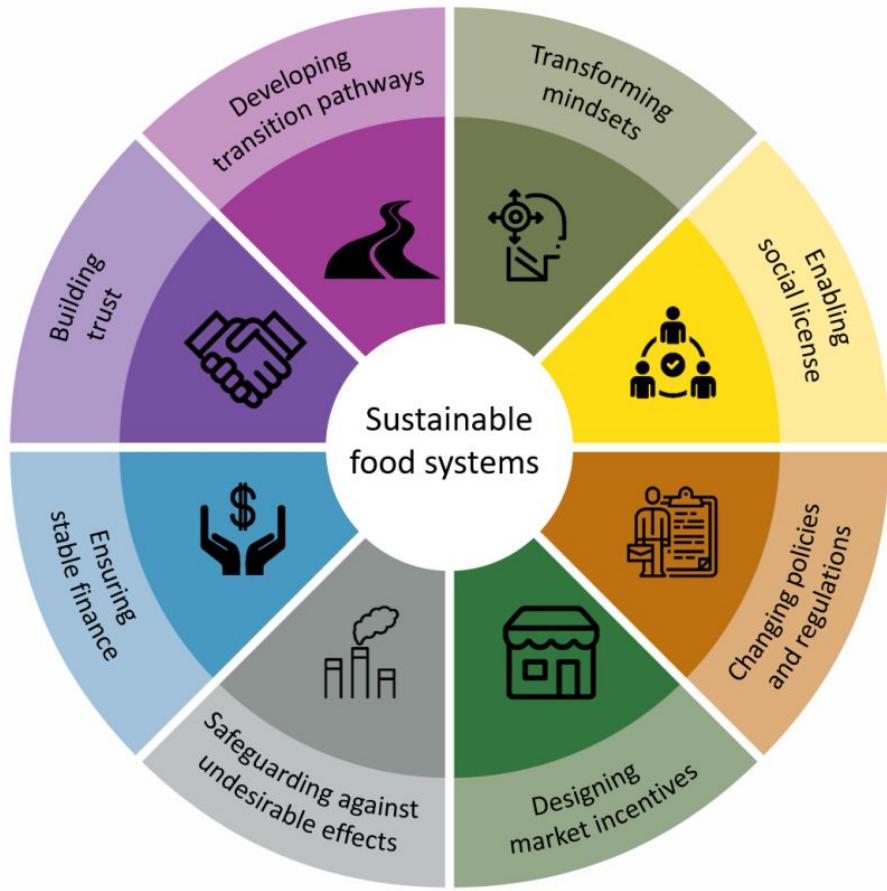 Sustainable
food systems
Transforming
mindsets
Enabling
social license
Changing policies
and regulations
Designing
market incentives
Safeguarding against
undesirable effects
Ensuring
stable finance
Building
trust
Developing
transition pathways
$